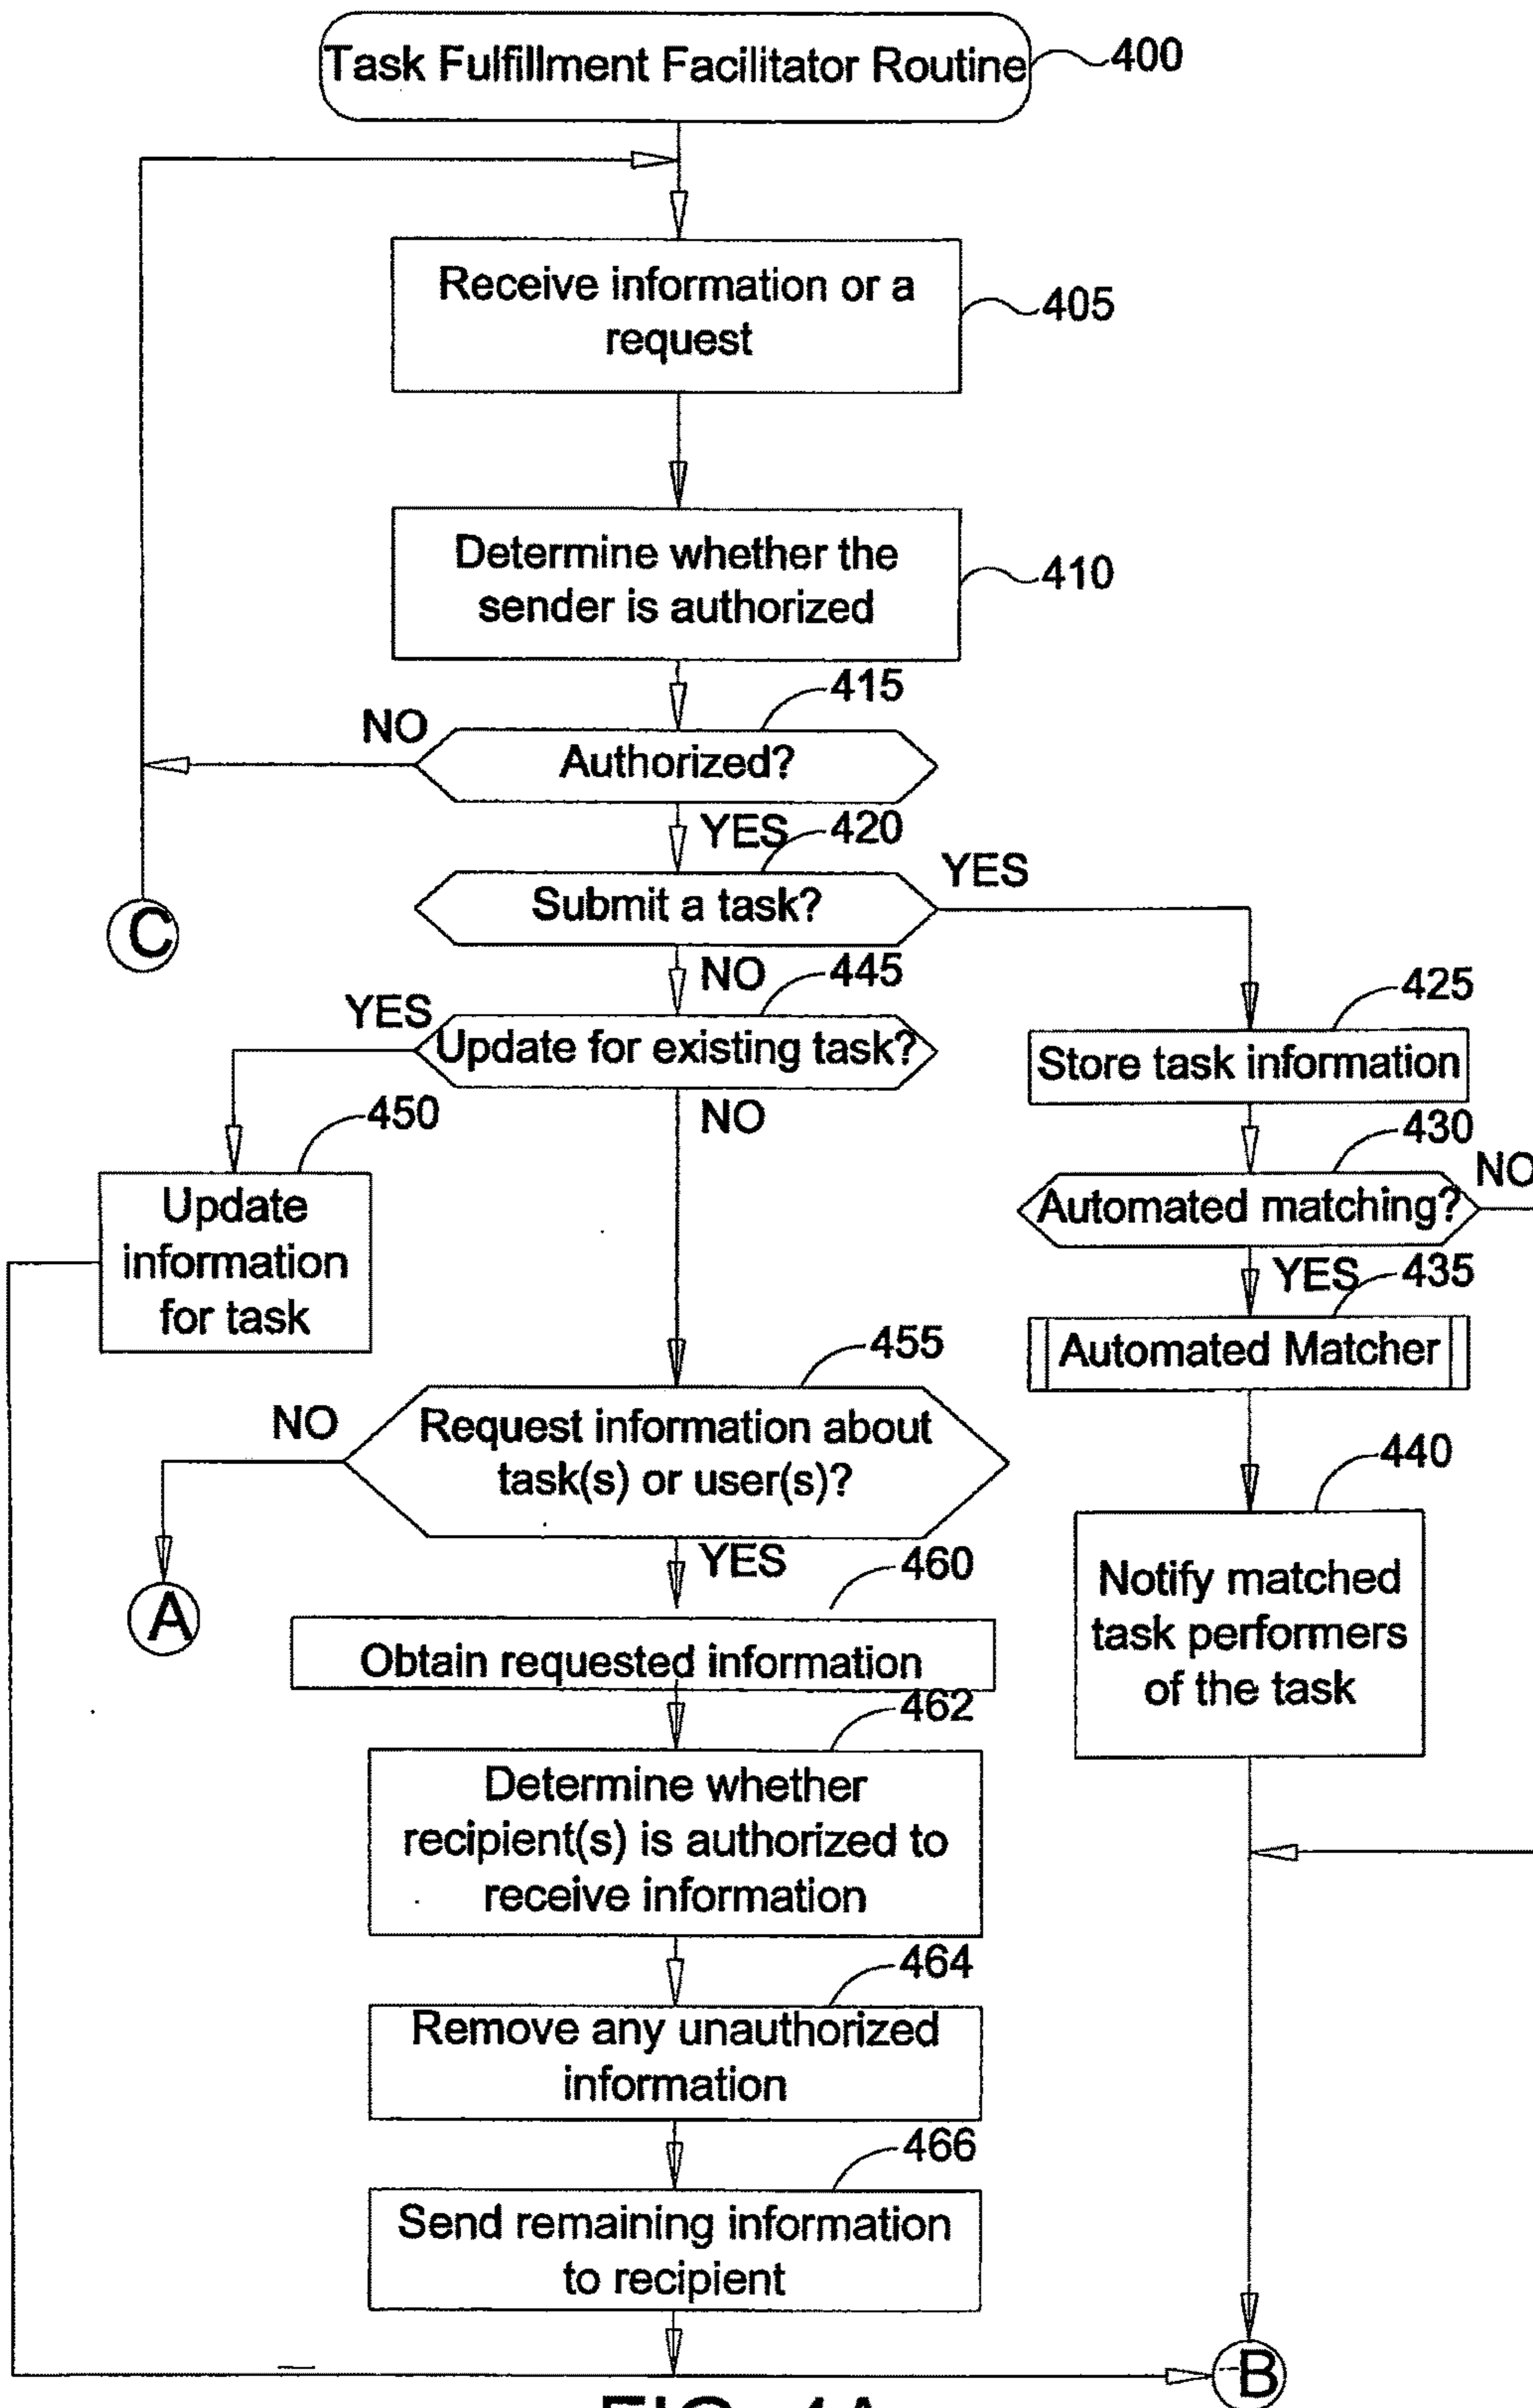 Task Fulfillment Facilitator Routine
400
Receive information or a
request
405
Determine whether the
sender is authorized
410
415
NO
Authorized?
YES
420
Submit a task?
YES
C
NO
445
YES
Update for existing task?
NO
425
Store task information
430
Automated matching?
NO
YES
435
Automated Matcher
440
Notify matched
task performers
of the task
450
Update
information
for task
455
NO
Request information about
task(s) or user(s)?
A
YES
460
Obtain requested information
462
Determine whether
recipient(s) is authorized to
receive information
464
Remove any unauthorized
information
466
Send remaining information
to recipient
B
FIG. 4A